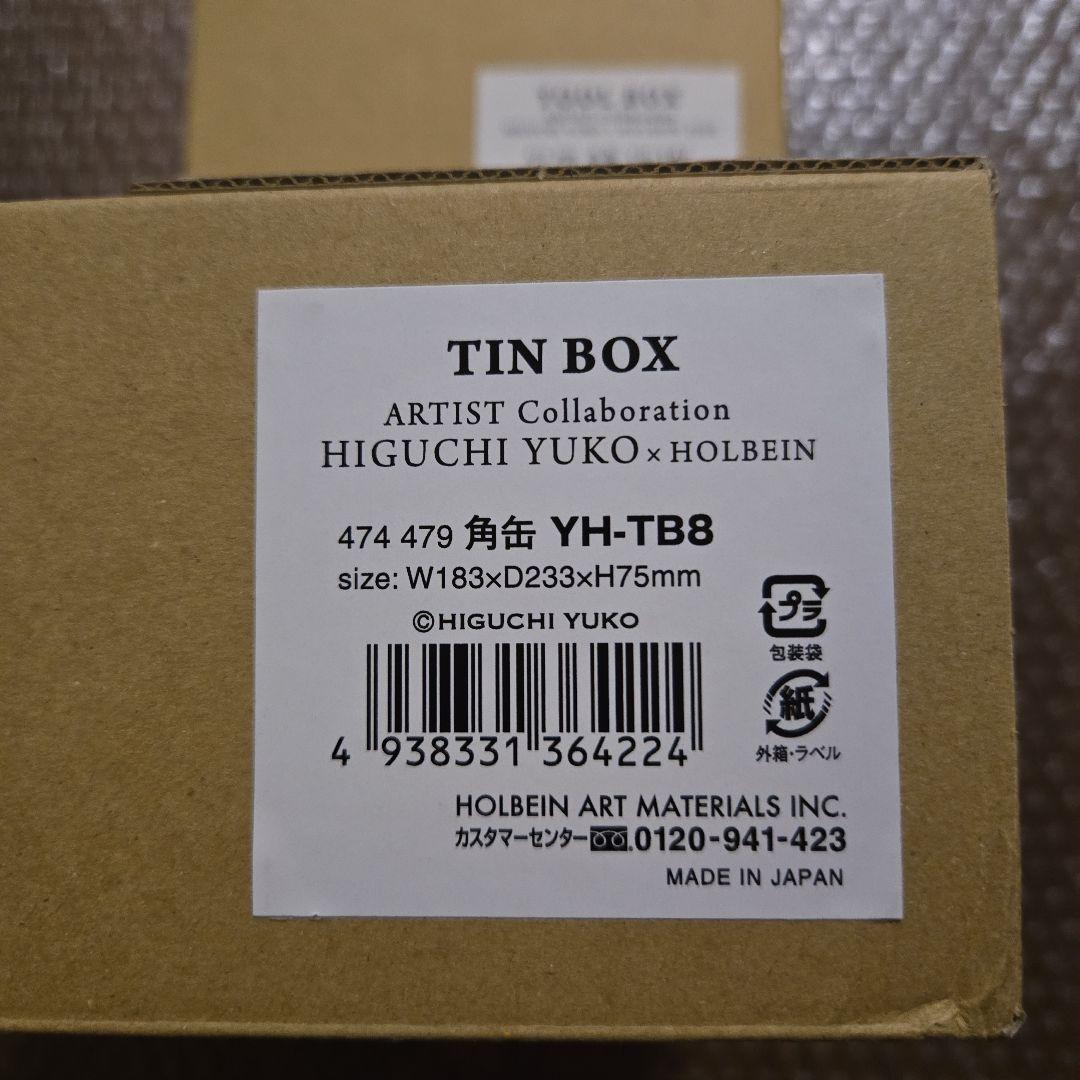 TOOL BOX
TIN BOX
ARTIST Collaboration
HIGUCHI YUKO × HOLBEIN
474 479 角缶 YH-TB8
size: W183×D233×H75mm
©HIGUCHI YUKO
4 938331 364224
プラ
包装袋
紙
外箱・ラベル
HOLBEIN ART MATERIALS INC.
カスタマーセンター 0120-941-423
MADE IN JAPAN